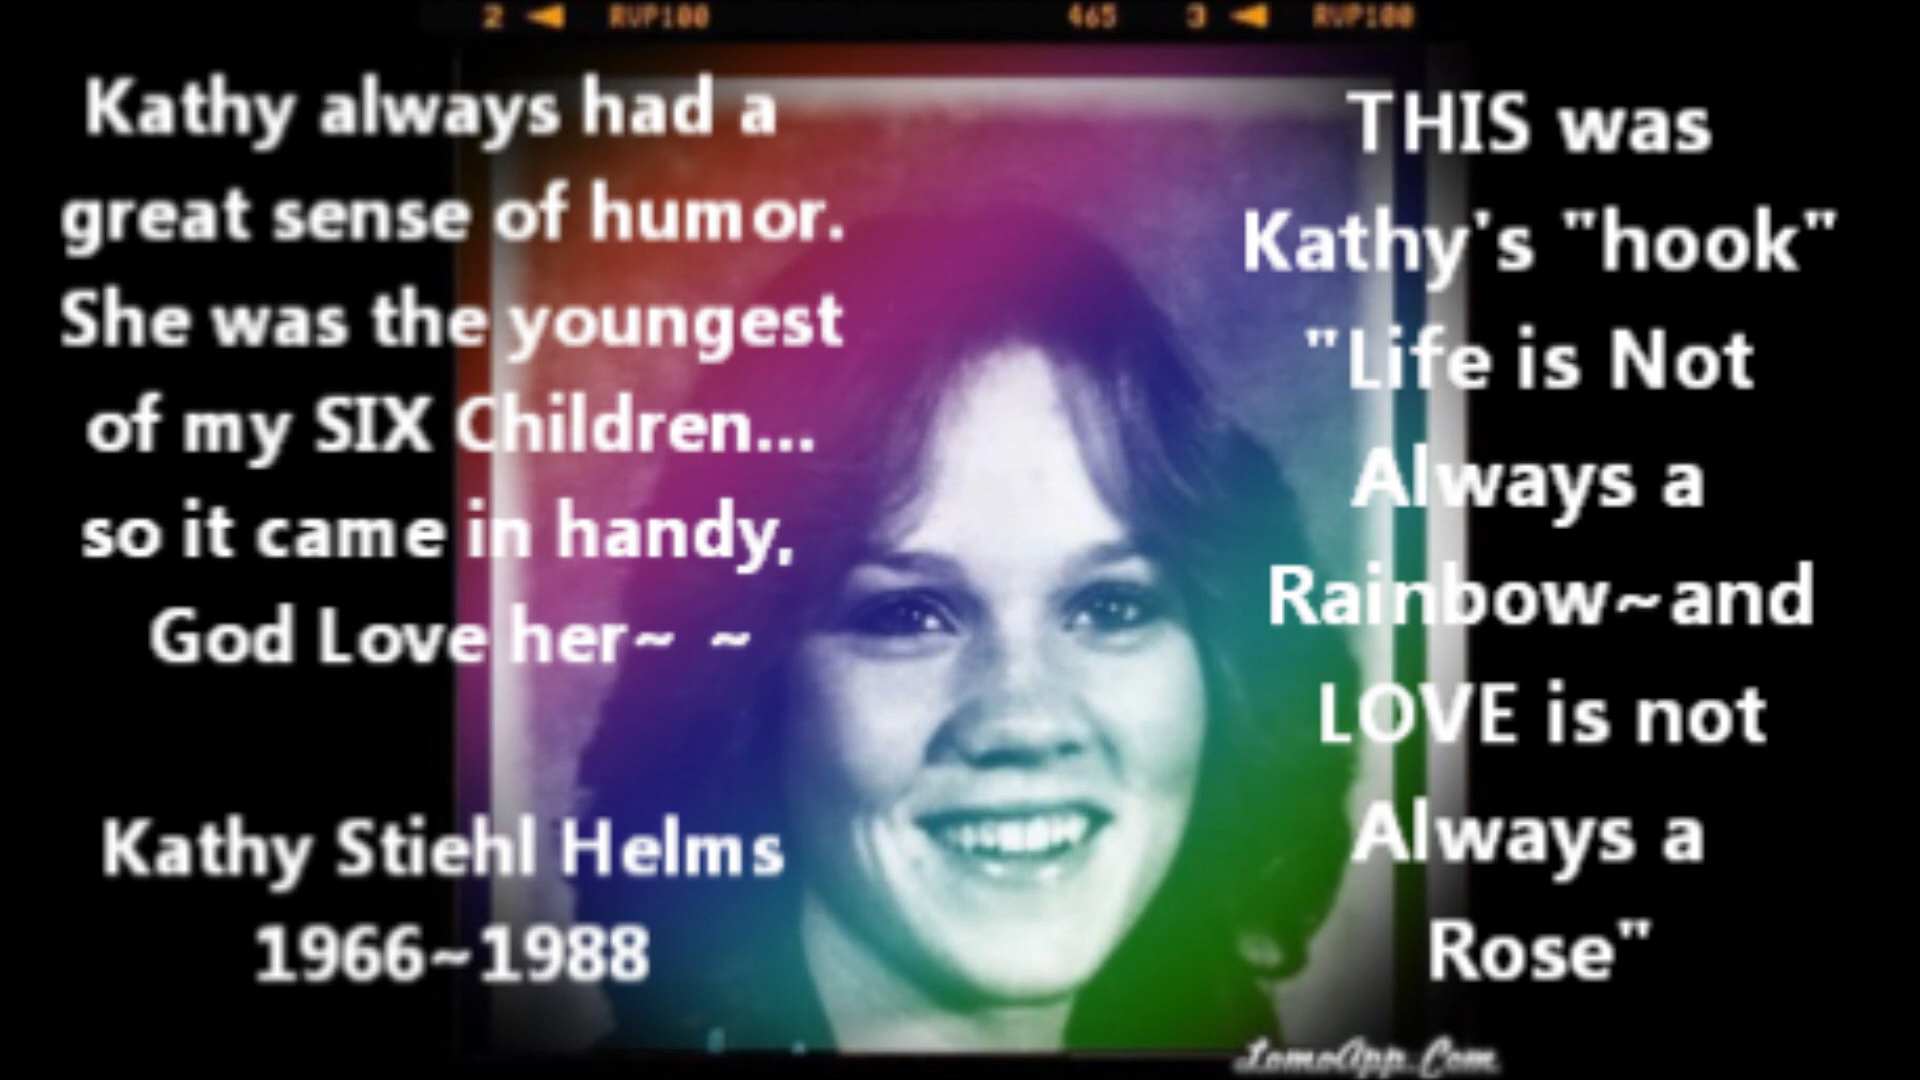 2 ◀ RVP100 465 3 ◀ RVP100
Kathy always had a
great sense of humor.
She was the youngest
of my SIX Children...
so it came in handy,
God Love her~ ~
Kathy Stiehl Helms
1966~1988
THIS was
Kathy's "hook"
"Life is Not
Always a
Rainbow~and
LOVE is not
Always a
Rose"
LomoApp.Com